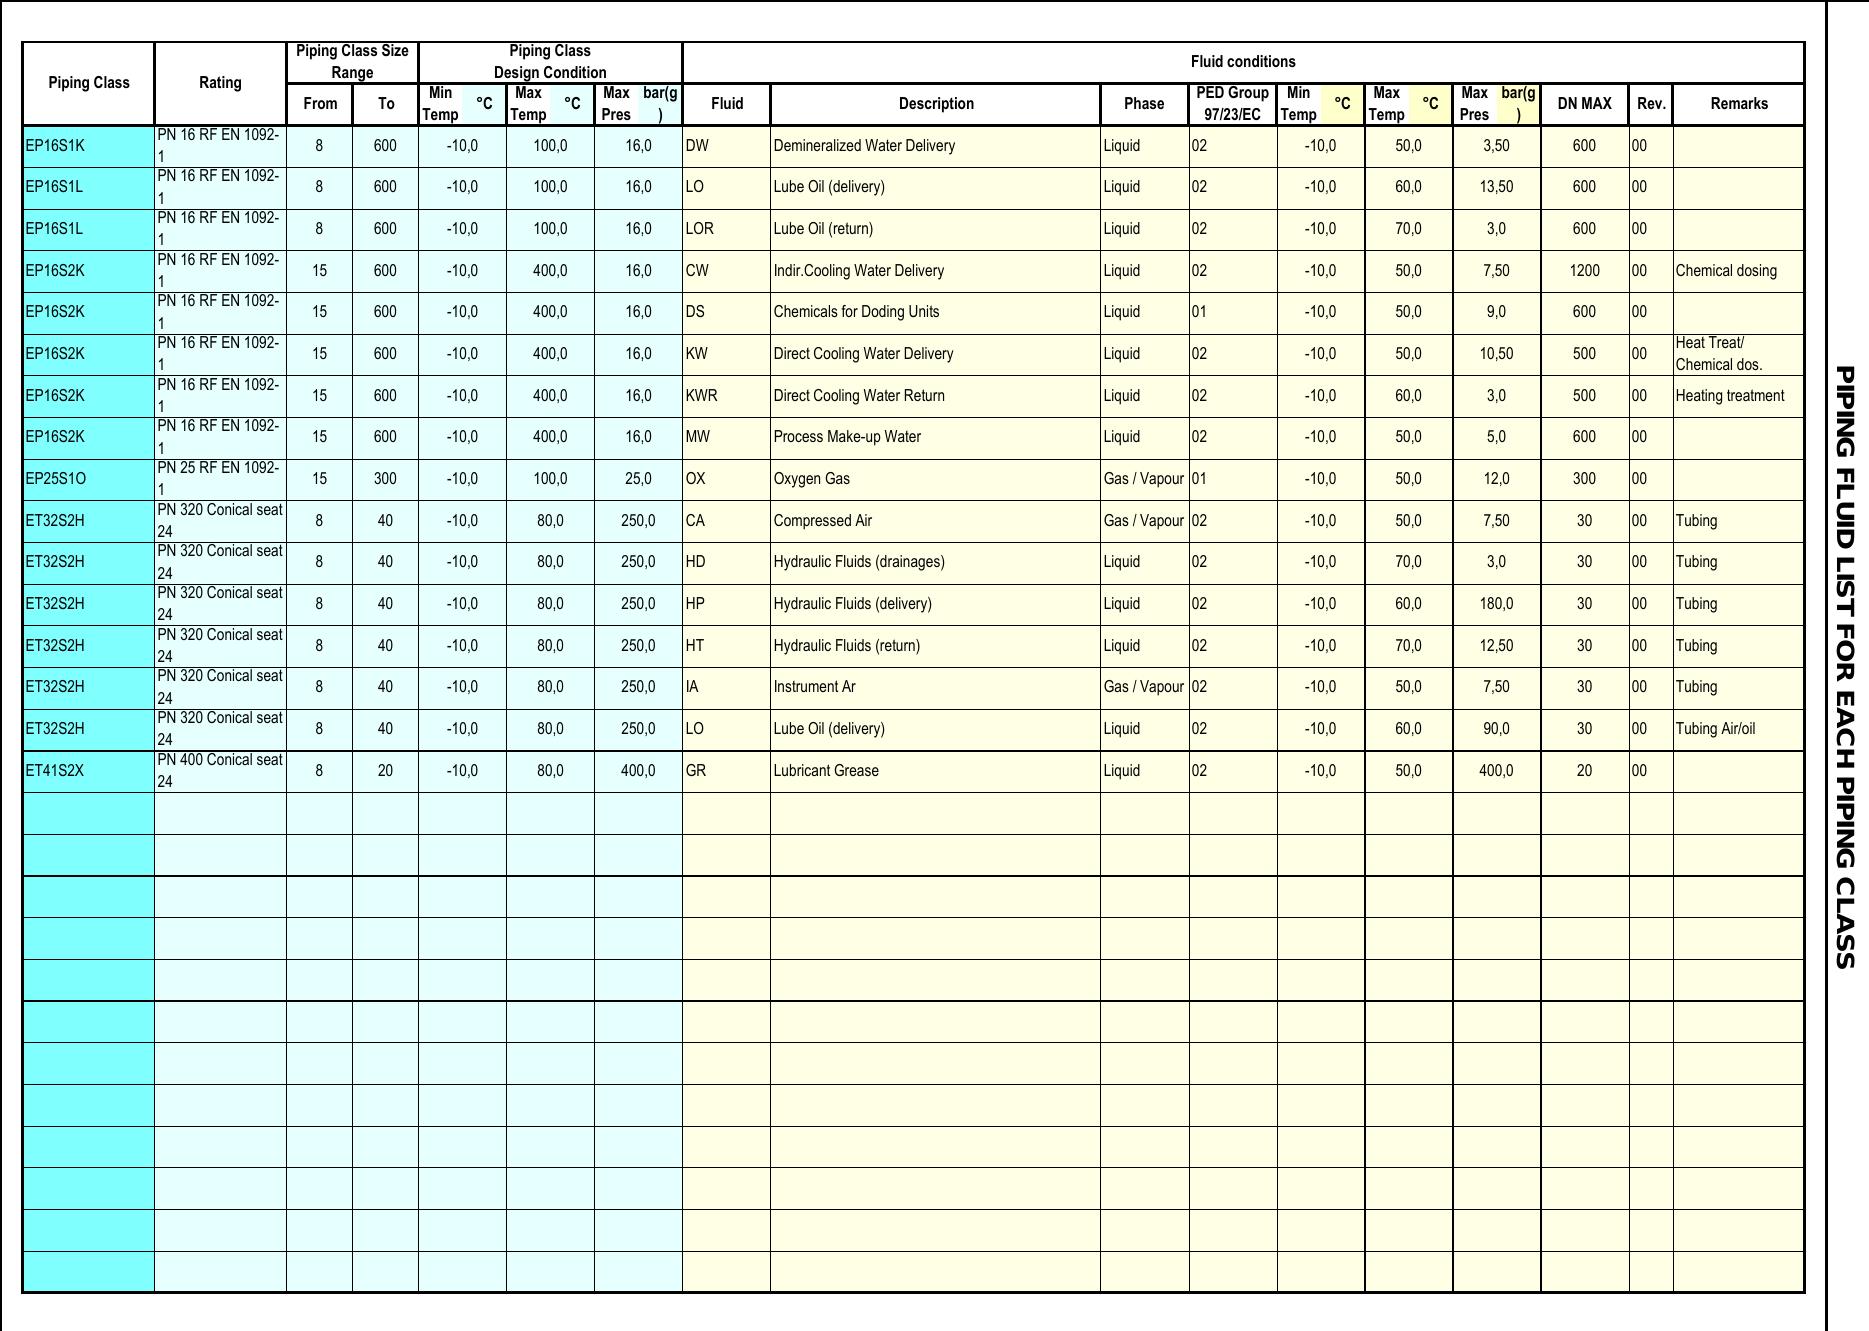 Piping Class Rating Piping Class Size Range Piping Class Design Condition Fluid conditions
From To Min Temp °C Max Temp °C Max Pres bar(g) Fluid Description Phase PED Group 97/23/EC Min Temp °C Max Temp °C Max Pres bar(g) DN MAX Rev. Remarks
EP16S1K PN 16 RF EN 1092-1 8 600 -10,0 100,0 16,0 DW Demineralized Water Delivery Liquid 02 -10,0 50,0 3,50 600 00
EP16S1L PN 16 RF EN 1092-1 8 600 -10,0 100,0 16,0 LO Lube Oil (delivery) Liquid 02 -10,0 60,0 13,50 600 00
EP16S1L PN 16 RF EN 1092-1 8 600 -10,0 100,0 16,0 LOR Lube Oil (return) Liquid 02 -10,0 70,0 3,0 600 00
EP16S2K PN 16 RF EN 1092-1 15 600 -10,0 400,0 16,0 CW Indir.Cooling Water Delivery Liquid 02 -10,0 50,0 7,50 1200 00 Chemical dosing
EP16S2K PN 16 RF EN 1092-1 15 600 -10,0 400,0 16,0 DS Chemicals for Doding Units Liquid 01 -10,0 50,0 9,0 600 00
EP16S2K PN 16 RF EN 1092-1 15 600 -10,0 400,0 16,0 KW Direct Cooling Water Delivery Liquid 02 -10,0 50,0 10,50 500 00 Heat Treat/ Chemical dos.
EP16S2K PN 16 RF EN 1092-1 15 600 -10,0 400,0 16,0 KWR Direct Cooling Water Return Liquid 02 -10,0 60,0 3,0 500 00 Heating treatment
EP16S2K PN 16 RF EN 1092-1 15 600 -10,0 400,0 16,0 MW Process Make-up Water Liquid 02 -10,0 50,0 5,0 600 00
EP25S1O PN 25 RF EN 1092-1 15 300 -10,0 100,0 25,0 OX Oxygen Gas Gas / Vapour 01 -10,0 50,0 12,0 300 00
ET32S2H PN 320 Conical seat 24 8 40 -10,0 80,0 250,0 CA Compressed Air Gas / Vapour 02 -10,0 50,0 7,50 30 00 Tubing
ET32S2H PN 320 Conical seat 24 8 40 -10,0 80,0 250,0 HD Hydraulic Fluids (drainages) Liquid 02 -10,0 70,0 3,0 30 00 Tubing
ET32S2H PN 320 Conical seat 24 8 40 -10,0 80,0 250,0 HP Hydraulic Fluids (delivery) Liquid 02 -10,0 60,0 180,0 30 00 Tubing
ET32S2H PN 320 Conical seat 24 8 40 -10,0 80,0 250,0 HT Hydraulic Fluids (return) Liquid 02 -10,0 70,0 12,50 30 00 Tubing
ET32S2H PN 320 Conical seat 24 8 40 -10,0 80,0 250,0 IA Instrument Ar Gas / Vapour 02 -10,0 50,0 7,50 30 00 Tubing
ET32S2H PN 320 Conical seat 24 8 40 -10,0 80,0 250,0 LO Lube Oil (delivery) Liquid 02 -10,0 60,0 90,0 30 00 Tubing Air/oil
ET41S2X PN 400 Conical seat 24 8 20 -10,0 80,0 400,0 GR Lubricant Grease Liquid 02 -10,0 50,0 400,0 20 00
PIPING FLUID LIST FOR EACH PIPING CLASS